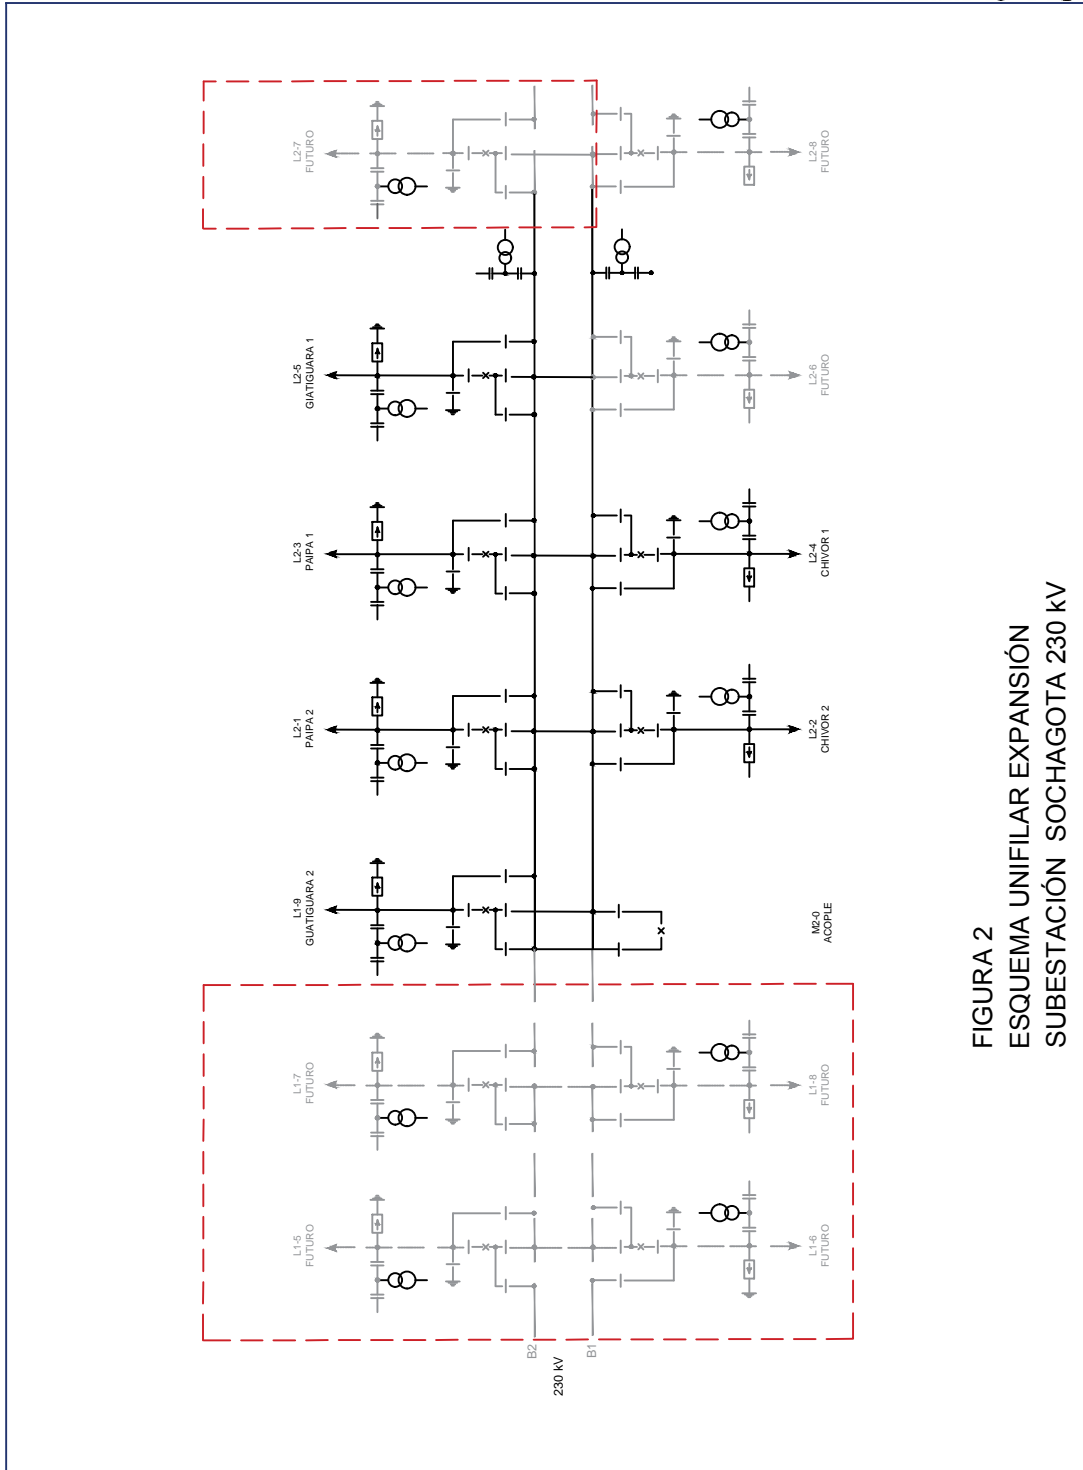 L2-7
FUTURO
L2-8
FUTURO
L2-5
GIATIGUARA 1
L2-6
FUTURO
L2-3
PAIPA 1
L2-4
CHIVOR 1
L2-1
PAIPA 2
L2-2
CHIVOR 2
L1-9
GUATIGUARA 2
M2-0
ACOPLE
L1-7
FUTURO
L1-8
FUTURO
L1-5
FUTURO
L1-6
FUTURO
B2
B1
230 kV
FIGURA 2
ESQUEMA UNIFILAR EXPANSIÓN
SUBESTACIÓN SOCHAGOTA 230 kV